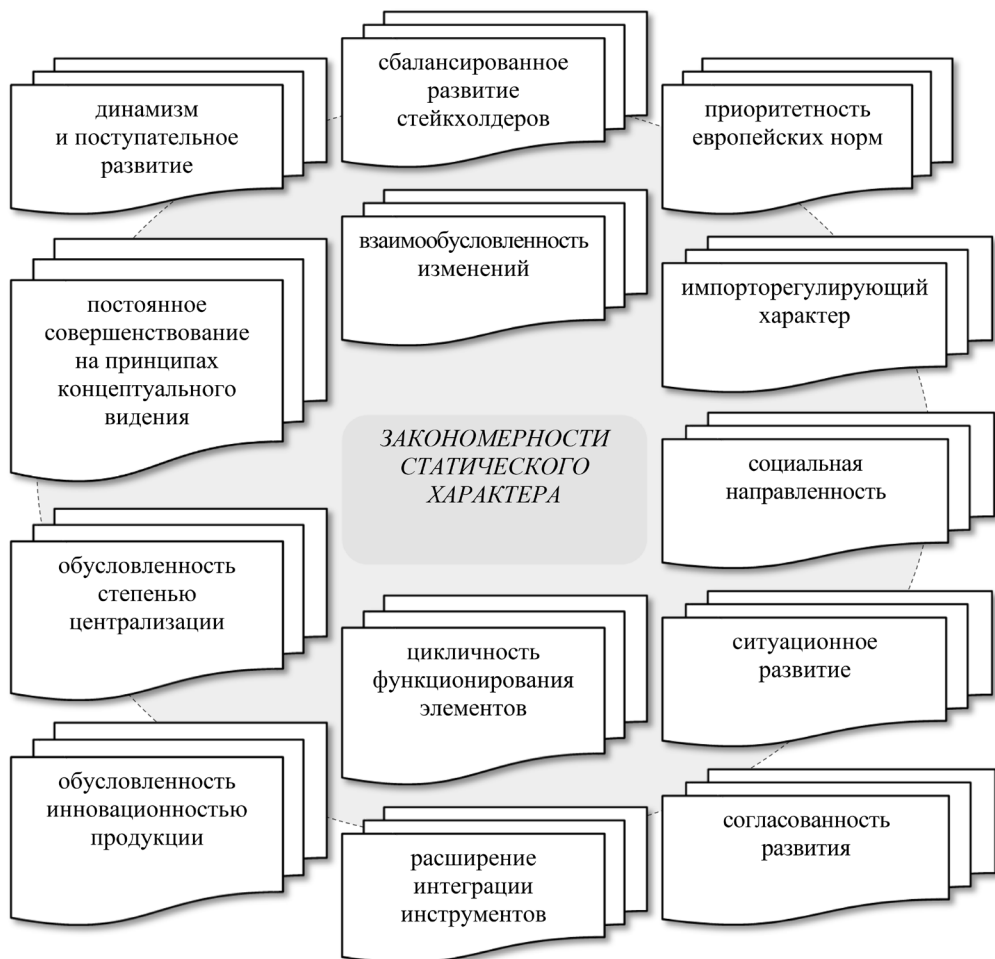 сбалансированное
развитие
стейкхолдеров
динамизм
и поступательное
развитие
приоритетность
европейских норм
взаимообусловленность
изменений
импорторегулирующий
характер
постоянное
совершенствование
на принципах
концептуального
видения
ЗАКОНОМЕРНОСТИ
СТАТИЧЕСКОГО
ХАРАКТЕРА
социальная
направленность
обусловленность
степенью
централизации
цикличность
функционирования
элементов
ситуационное
развитие
обусловленность
инновационностью
продукции
расширение
интеграции
инструментов
согласованность
развития